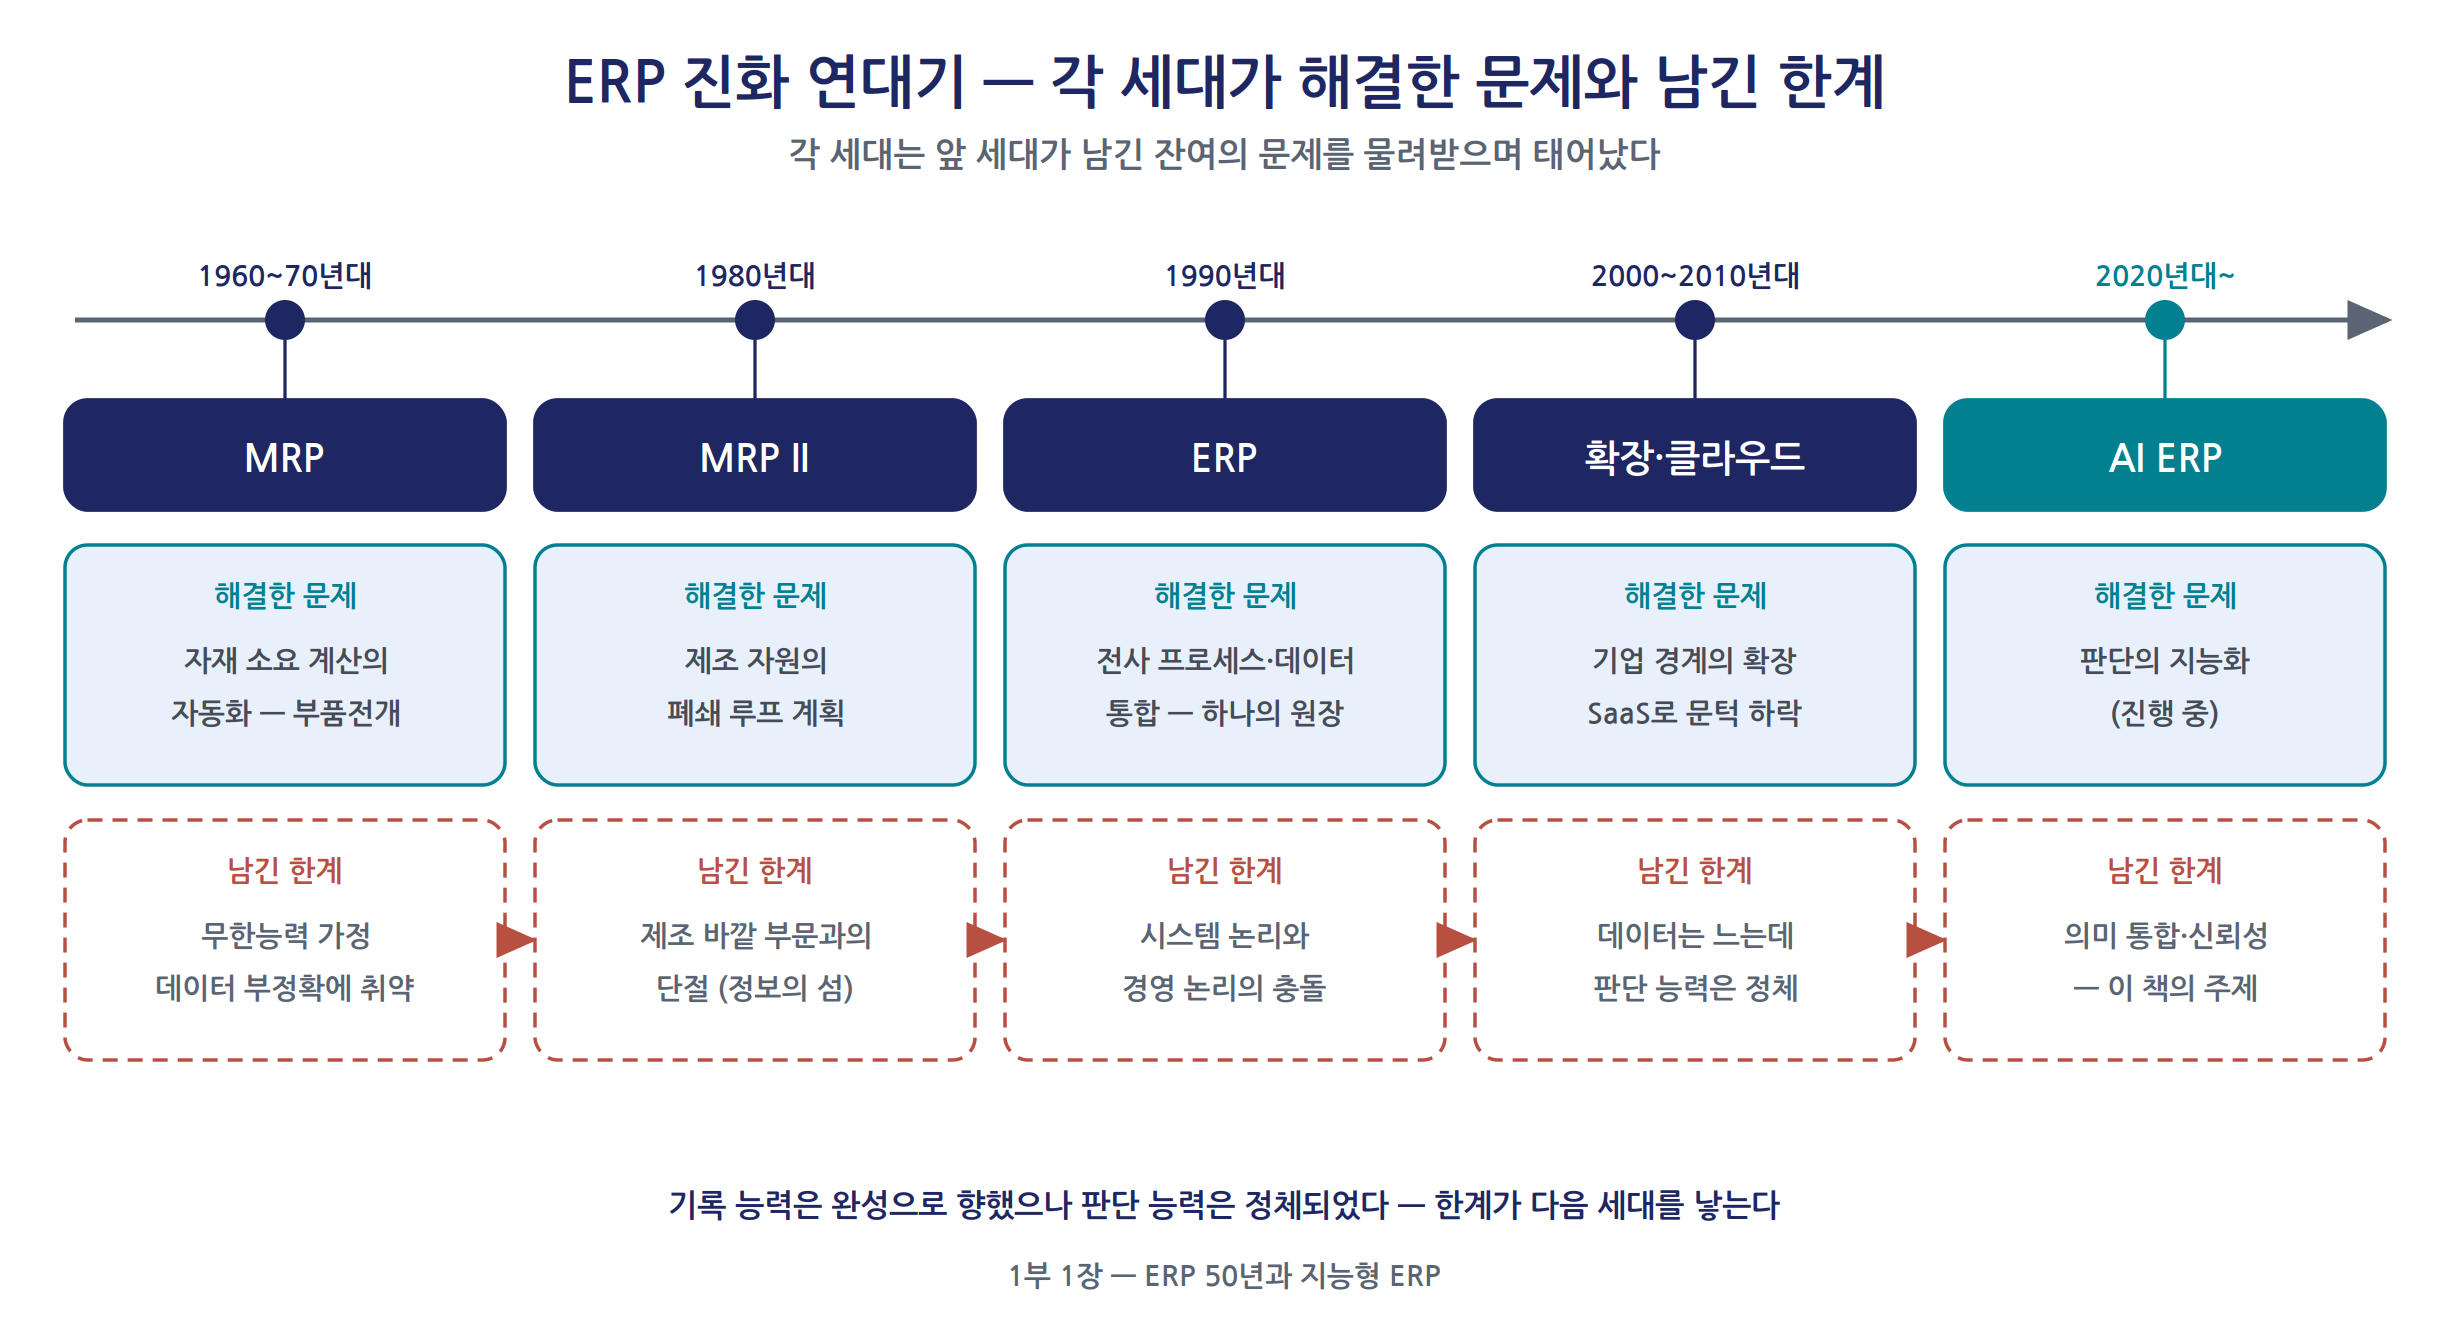 ERP 진화 연대기 — 각 세대가 해결한 문제와 남긴 한계
각 세대는 앞 세대가 남긴 잔여의 문제를 물려받으며 태어났다
1960~70년대
1980년대
1990년대
2000~2010년대
2020년대~
MRP
MRP II
ERP
확장·클라우드
AI ERP
해결한 문제
자재 소요 계산의
자동화 — 부품전개
해결한 문제
제조 자원의
폐쇄 루프 계획
해결한 문제
전사 프로세스·데이터
통합 — 하나의 원장
해결한 문제
기업 경계의 확장
SaaS로 문턱 하락
해결한 문제
판단의 지능화
(진행 중)
남긴 한계
무한능력 가정
데이터 부정확에 취약
남긴 한계
제조 바깥 부문과의
단절 (정보의 섬)
남긴 한계
시스템 논리와
경영 논리의 충돌
남긴 한계
데이터는 느는데
판단 능력은 정체
남긴 한계
의미 통합·신뢰성
— 이 책의 주제
기록 능력은 완성으로 향했으나 판단 능력은 정체되었다 — 한계가 다음 세대를 낳는다
1부 1장 — ERP 50년과 지능형 ERP